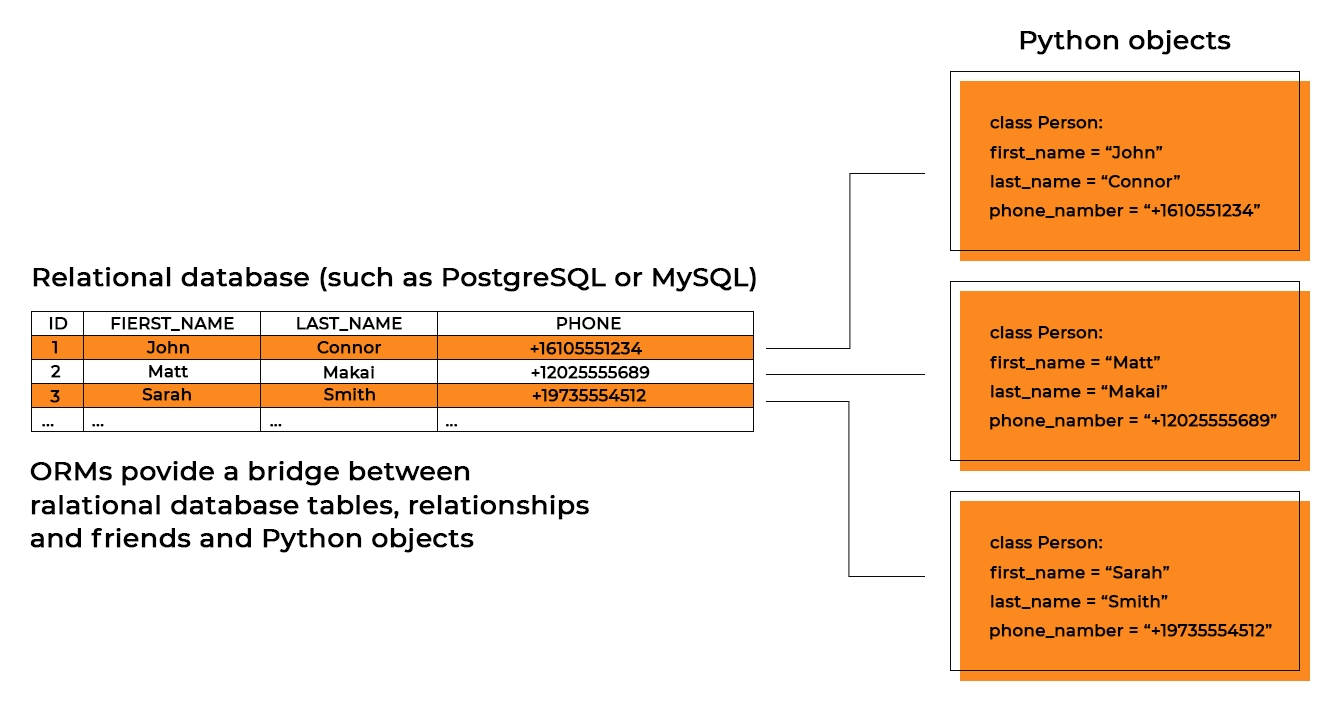 Python objects
class Person:
first_name = “John”
last_name = “Connor”
phone_namber = “+1610551234”
Relational database (such as PostgreSQL or MySQL)
ID FIERST_NAME LAST_NAME PHONE
1 John Connor +16105551234
2 Matt Makai +12025555689
3 Sarah Smith +19735554512
... ... ... ...
class Person:
first_name = “Matt”
last_name = “Makai”
phone_namber = “+12025555689”
ORMs povide a bridge between
ralational database tables, relationships
and friends and Python objects
class Person:
first_name = “Sarah”
last_name = “Smith”
phone_namber = “+19735554512”